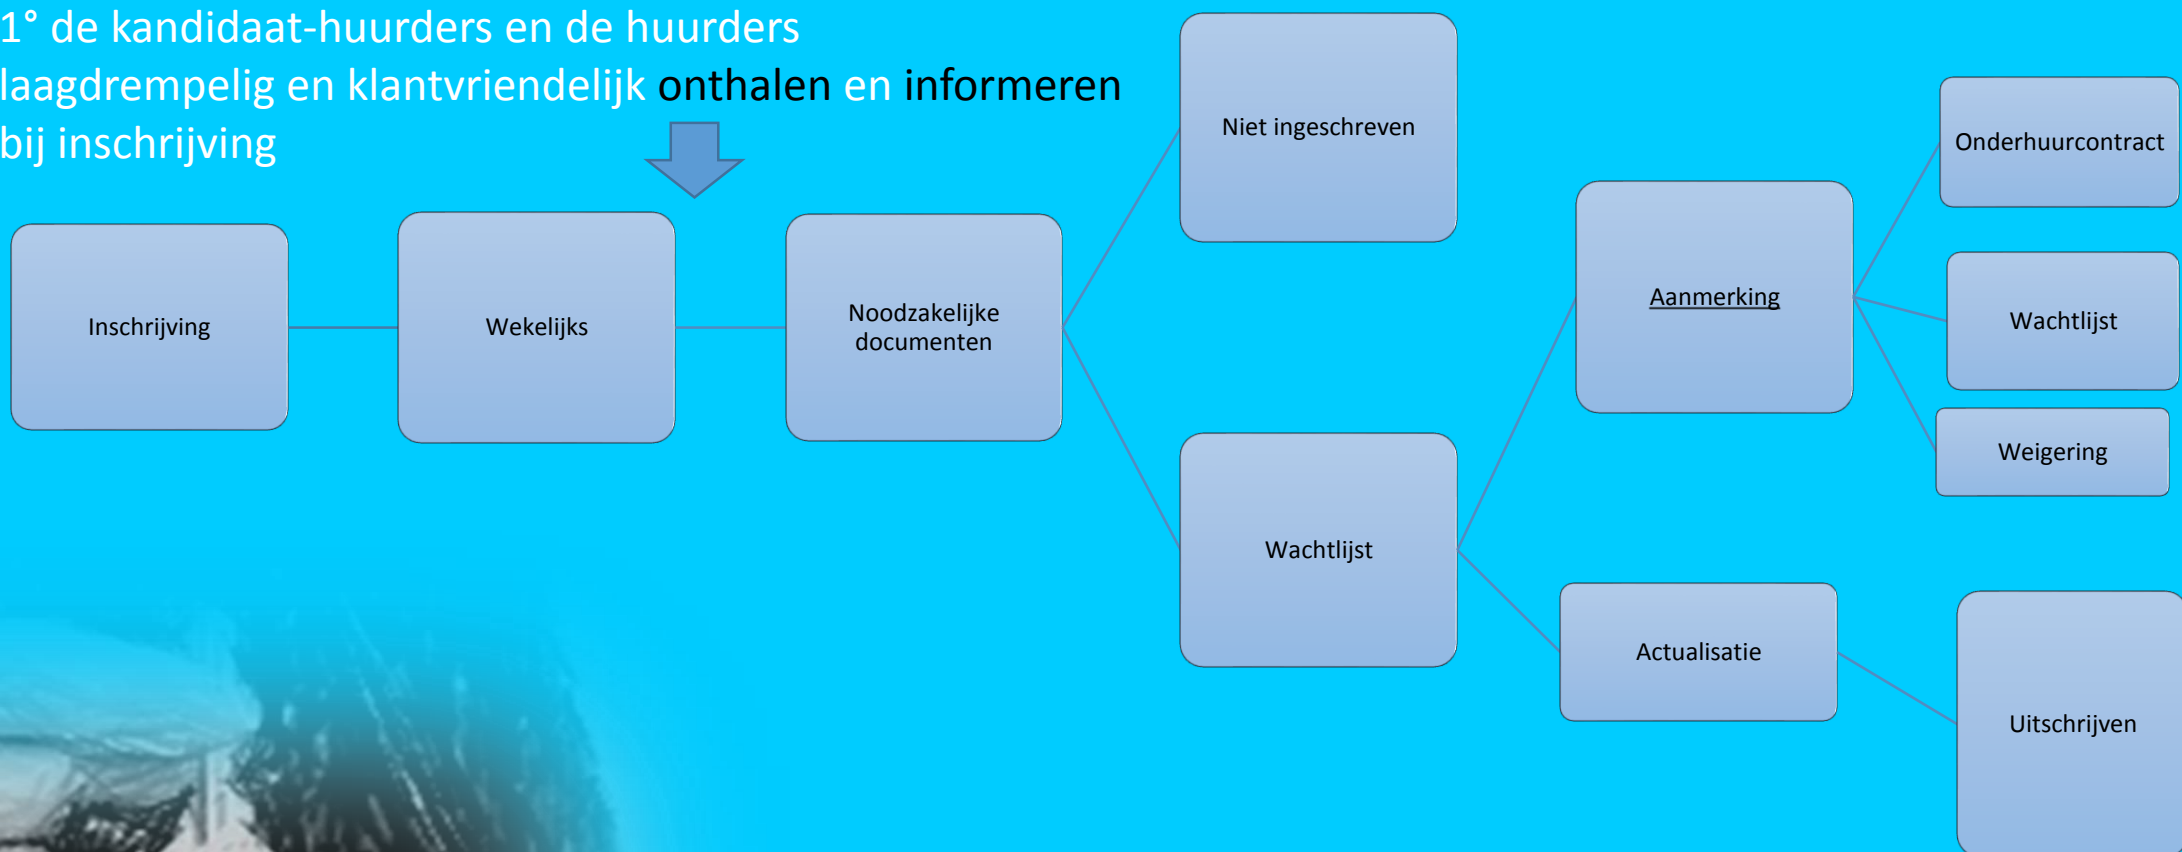 1° de kandidaat-huurders en de huurders
laagdrempelig en klantvriendelijk onthalen en informeren
bij inschrijving
Inschrijving
Wekelijks
Noodzakelijke
documenten
Niet ingeschreven
Wachtlijst
Aanmerking
Actualisatie
Onderhuurcontract
Wachtlijst
Weigering
Uitschrijven